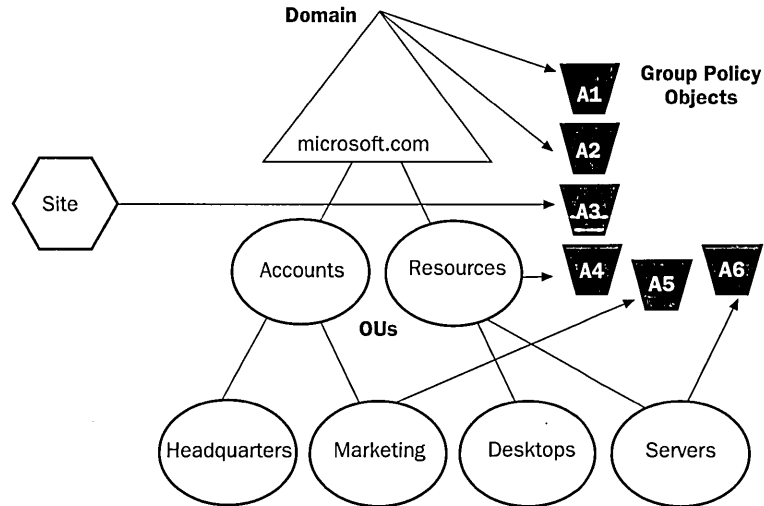 Domain
Group Policy
Objects
A1
microsoft.com
A2
Site
A3
Accounts
Resources
A4
A5
A6
OUs
Headquarters
Marketing
Desktops
Servers